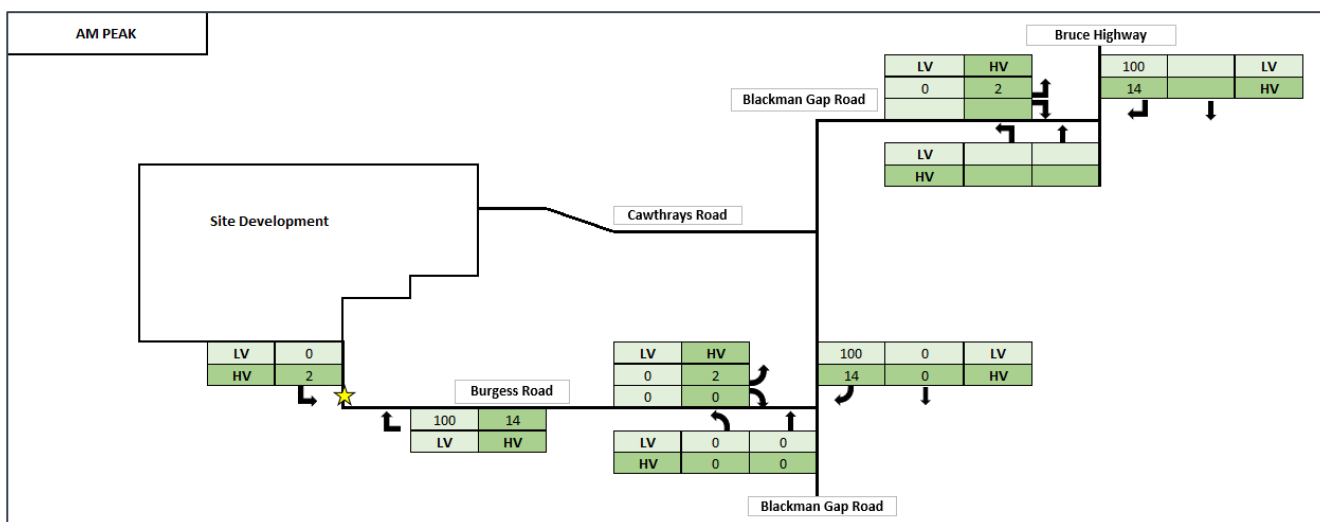 AM PEAK
Bruce Highway
LV HV
0 2
2
100 LV
14 HV
Blackman Gap Road
LV
HV
Cawthrays Road
Site Development
LV 0
HV 2
LV HV
0 2
0 0
100 0 LV
14 0 HV
Burgess Road
100 14
LV HV
LV 0 0
HV 0 0
Blackman Gap Road